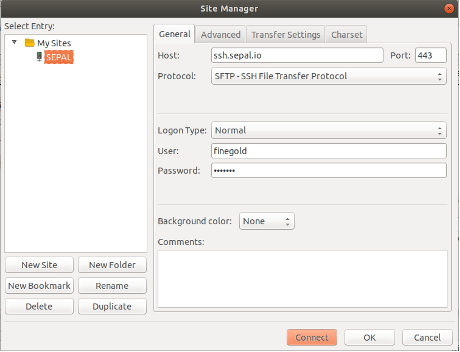 Site Manager
Select Entry:
My Sites
SEPAL
New Site New Folder
New Bookmark Rename
Delete Duplicate
General Advanced Transfer Settings Charset
Host: ssh.sepal.io Port: 443
Protocol: SFTP - SSH File Transfer Protocol
Logon Type: Normal
User: finegold
Password: •••••••
Background color: None
Comments:
Connect OK Cancel